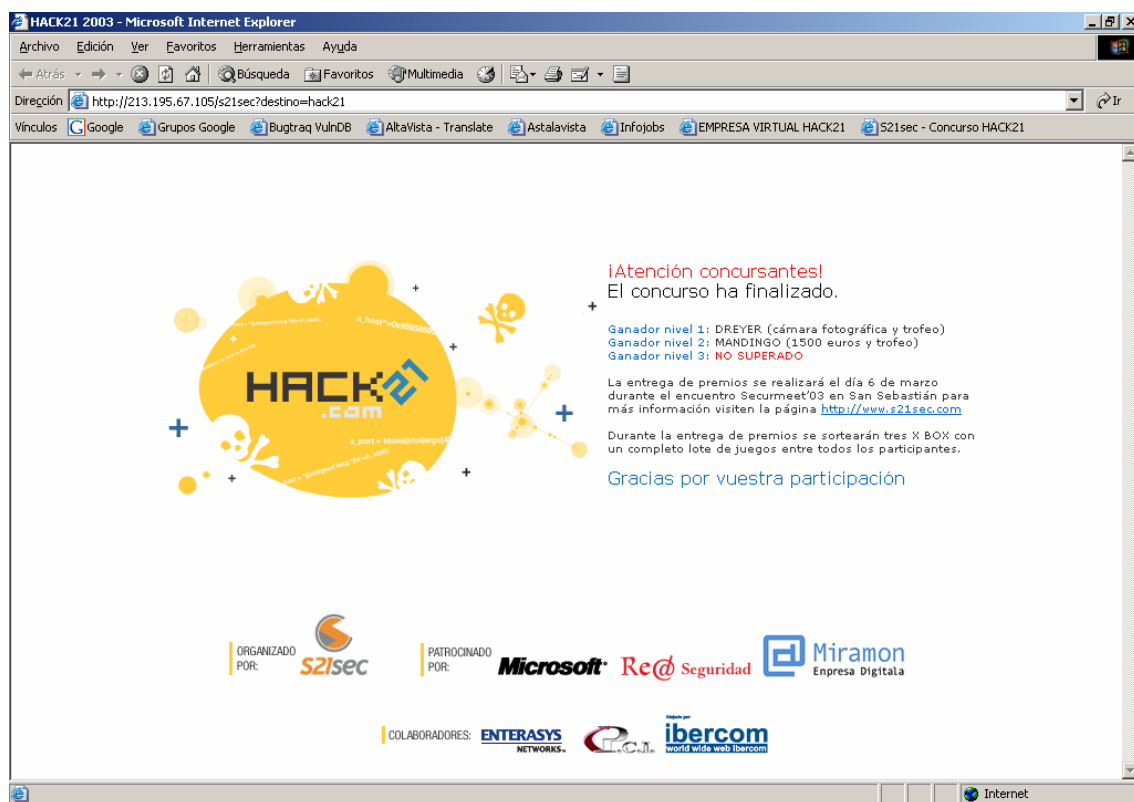 HACK21 2003 - Microsoft Internet Explorer
Archivo Edición Ver Favoritos Herramientas Ayuda
Atrás Búsqueda Favoritos Multimedia
Dirección http://213.195.67.105/s21sec?destino=hack21 Ir
Vínculos Google Grupos Google Bugtraq VulnDB AltaVista - Translate Astalavista Infojobs EMPRESA VIRTUAL HACK21 S21sec - Concurso HACK21
¡Atención concursantes!
El concurso ha finalizado.
Ganador nivel 1: DREYER (cámara fotográfica y trofeo)
Ganador nivel 2: MANDINGO (1500 euros y trofeo)
Ganador nivel 3: NO SUPERADO
La entrega de premios se realizará el día 6 de marzo
durante el encuentro Securmeet'03 en San Sebastián para
más información visiten la página http://www.s21sec.com
Durante la entrega de premios se sortearán tres X BOX con
un completo lote de juegos entre todos los participantes.
Gracias por vuestra participación
HACK21
.com
ORGANIZADO
POR:
S21sec
PATROCINADO
POR:
Microsoft
Re@ Seguridad
Miramon
Enpresa Digitala
COLABORADORES:
ENTERASYS
NETWORKS
P.C.I.
ibercom
world wide web ibercom
Internet